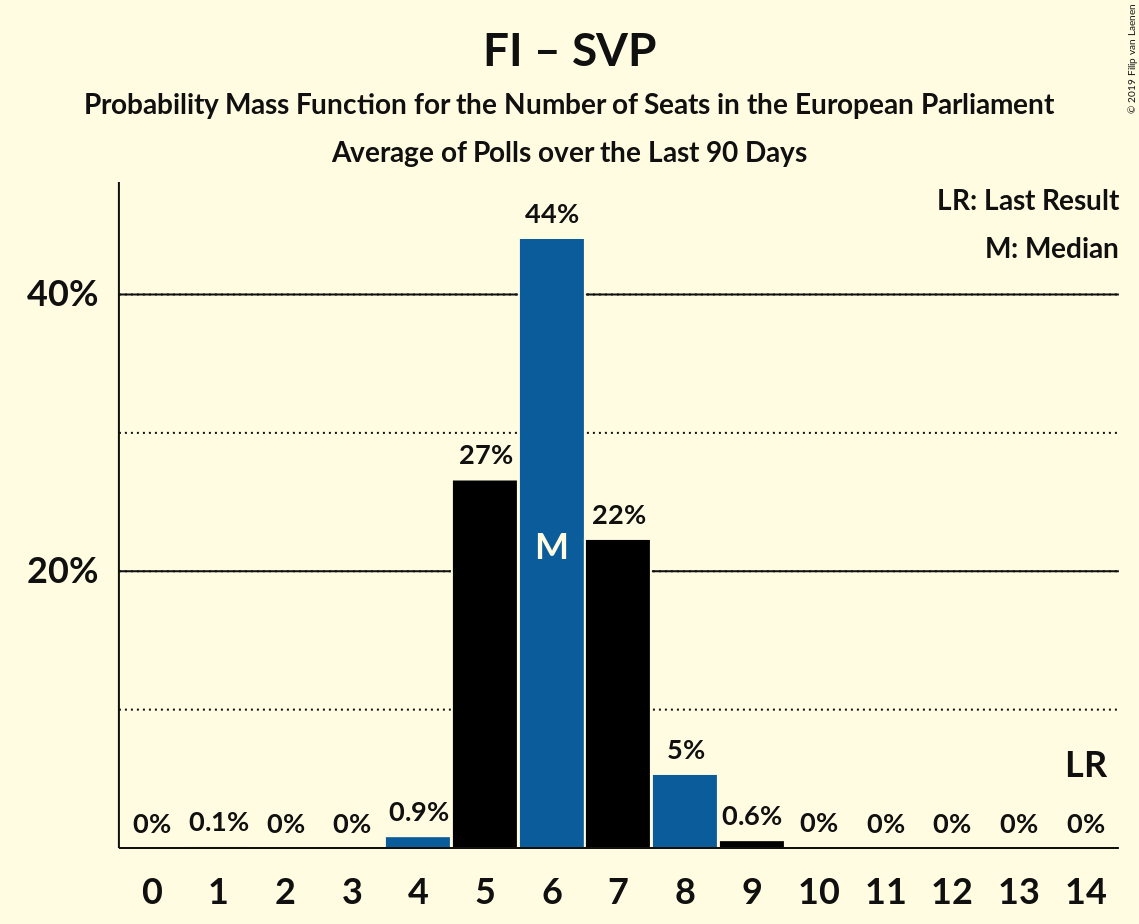 FI – SVP
Probability Mass Function for the Number of Seats in the European Parliament
Average of Polls over the Last 90 Days
© 2019 Filip van Laenen
LR: Last Result
M: Median
40%
20%
0% 0.1% 0% 0% 0.9% 27% 44% 22% 5% 0.6% 0% 0% 0% 0% 0%
M
LR
0 1 2 3 4 5 6 7 8 9 10 11 12 13 14